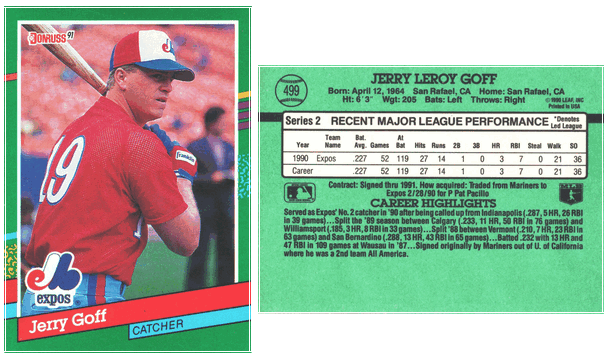 DONRUSS '91
19
franklin
expos
Jerry Goff
CATCHER
499
JERRY LEROY GOFF
Born: April 12, 1964 San Rafael, CA Home: San Rafael, CA
Ht: 6'3" Wgt: 205 Bats: Left Throws: Right
© 1990 LEAF, INC.
Printed in USA
Series 2 RECENT MAJOR LEAGUE PERFORMANCE *Denotes Led League
Year Team Name Bat. Avg. Games At Bat Hits Runs 2B 3B HR RBI Steal Walk SO
1990 Expos .227 52 119 27 14 1 0 3 7 0 21 36
Career .227 52 119 27 14 1 0 3 7 0 21 36
Contract: Signed thru 1991. How acquired: Traded from Mariners to
Expos 2/28/90 for P Pat Pacillo
CAREER HIGHLIGHTS
Served as Expos' No. 2 catcher in '90 after being called up from Indianapolis (.287, 5 HR, 26 RBI
in 39 games)...Split the '89 season between Calgary (.233, 11 HR, 50 RBI in 76 games) and
Williamsport (.185, 3 HR, 8 RBI in 33 games)...Split '88 between Vermont (.210, 7 HR, 23 RBI in
63 games) and San Bernardino (.288, 13 HR, 43 RBI in 65 games)...Batted .232 with 13 HR and
47 RBI in 109 games at Wausau in '87...Signed originally by Mariners out of U. of California
where he was a 2nd team All America.